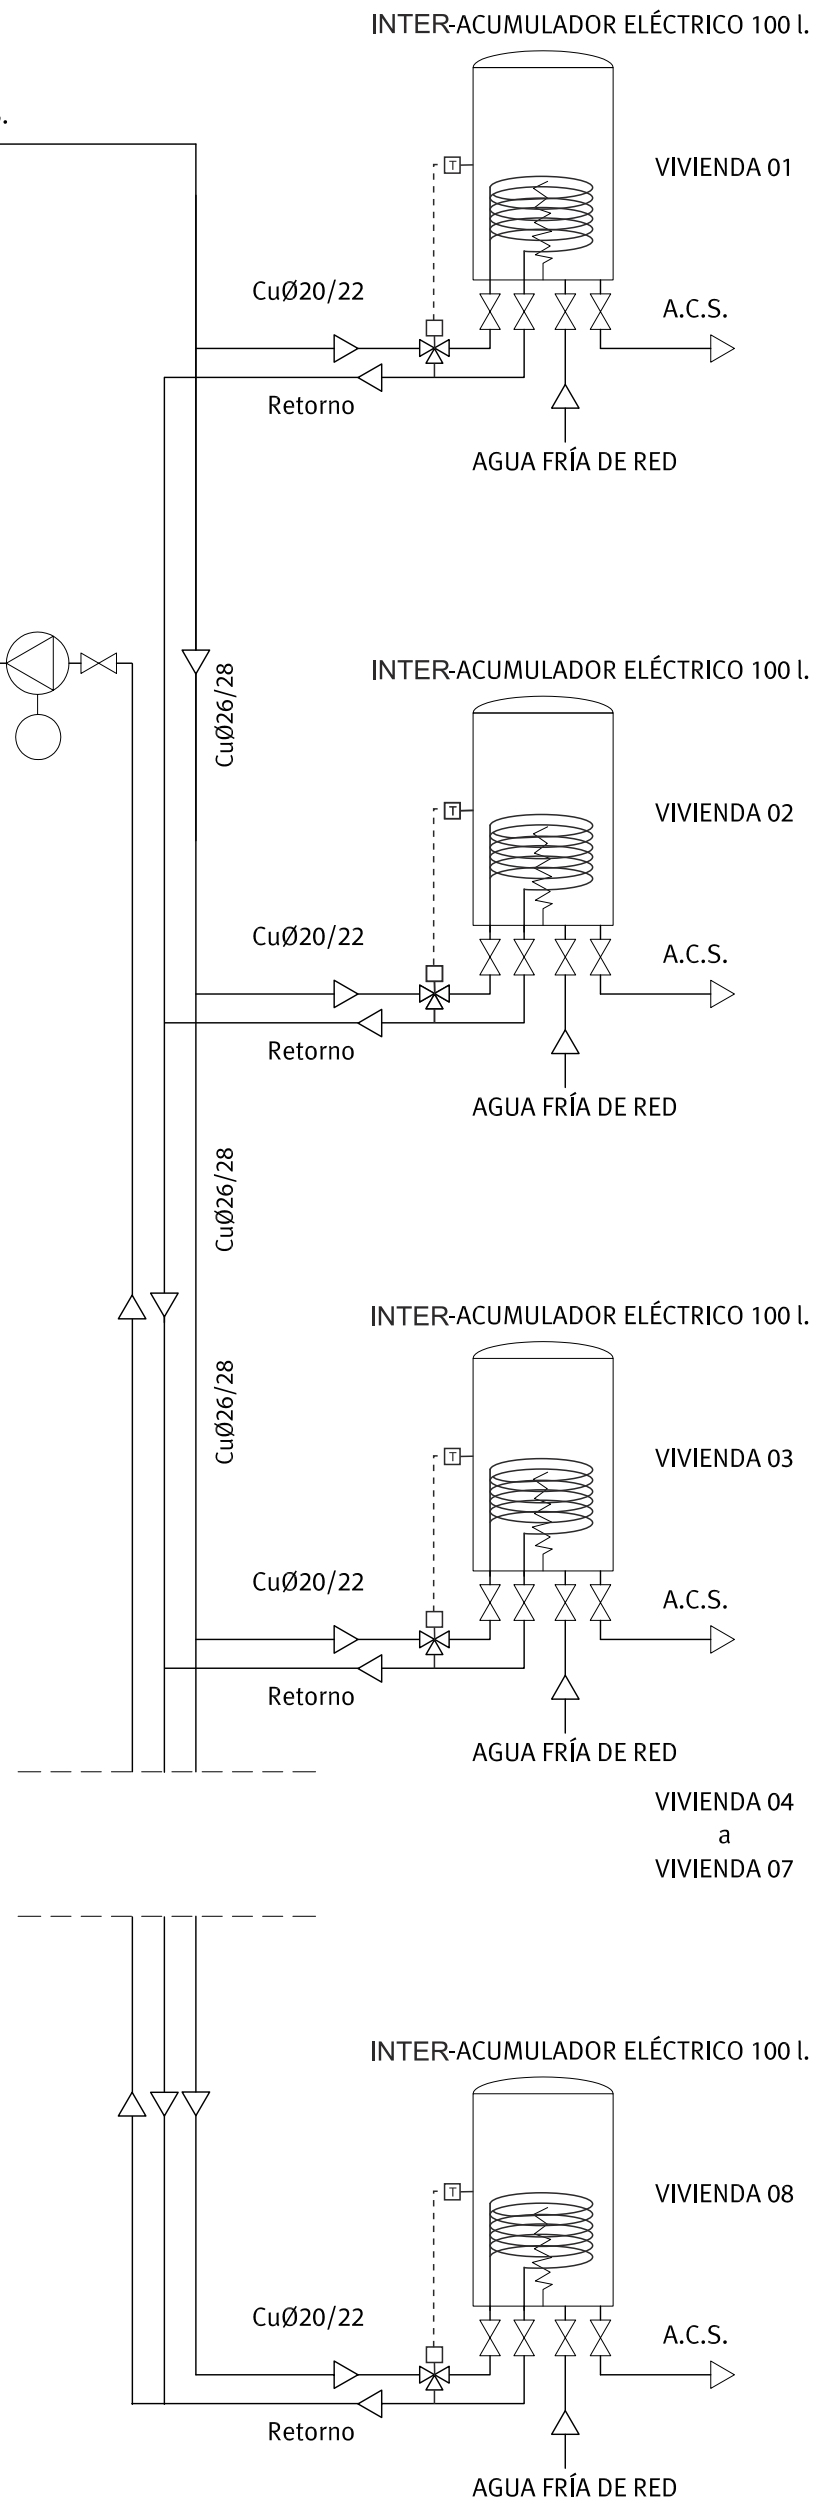 INTER-ACUMULADOR ELÉCTRICO 100 l.
VIVIENDA 01
T
CuØ20/22
A.C.S.
Retorno
AGUA FRÍA DE RED
CuØ26/28
INTER-ACUMULADOR ELÉCTRICO 100 l.
VIVIENDA 02
T
CuØ20/22
A.C.S.
Retorno
AGUA FRÍA DE RED
CuØ26/28
INTER-ACUMULADOR ELÉCTRICO 100 l.
CuØ26/28
VIVIENDA 03
T
CuØ20/22
A.C.S.
Retorno
AGUA FRÍA DE RED
VIVIENDA 04
a
VIVIENDA 07
INTER-ACUMULADOR ELÉCTRICO 100 l.
VIVIENDA 08
T
CuØ20/22
A.C.S.
Retorno
AGUA FRÍA DE RED